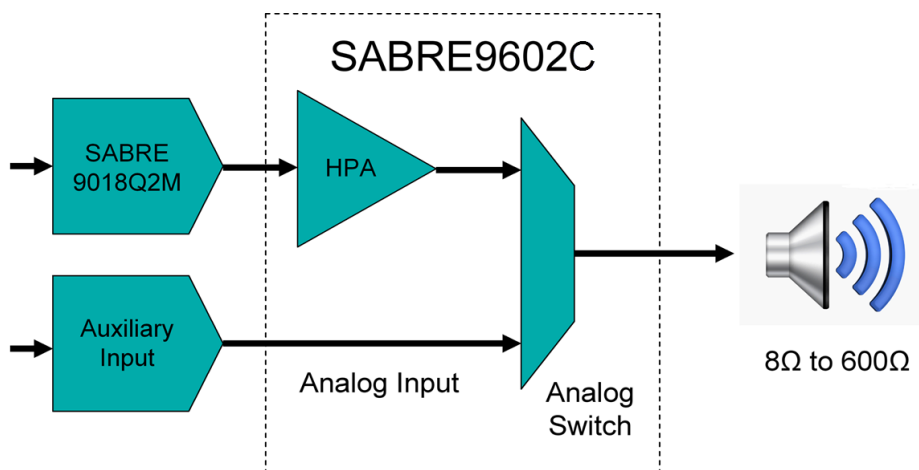 SABRE9602C
SABRE
9018Q2M
HPA
Auxiliary
Input
Analog Input
Analog
Switch
8Ω to 600Ω